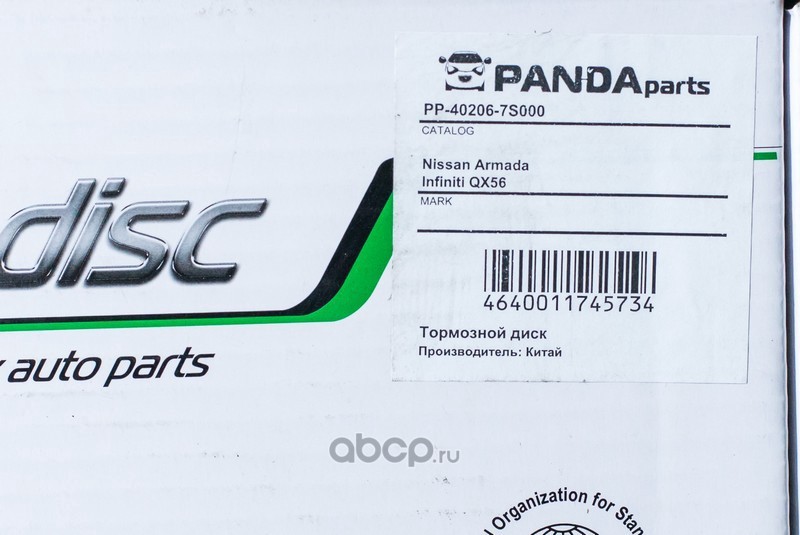 PANDAparts
PP-40206-7S000
CATALOG
Nissan Armada
Infiniti QX56
MARK
disc
4640011745734
Тормозной диск
Производитель: Китай
auto parts
abcp.ru
Organization for